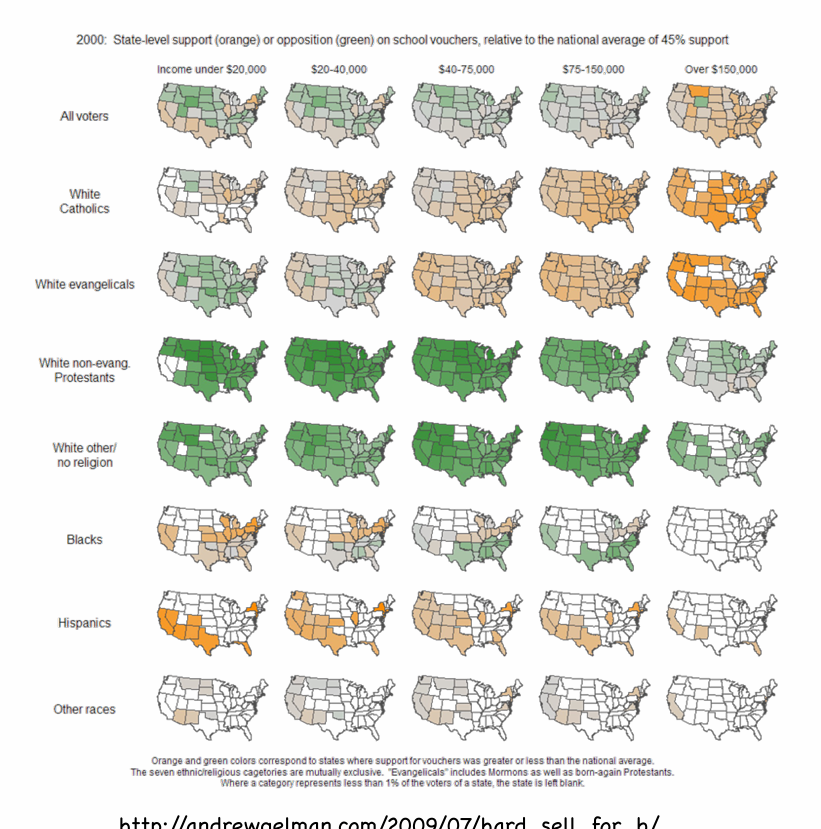 2000: State-level support (orange) or opposition (green) on school vouchers, relative to the national average of 45% support
Income under $20,000 $20-40,000 $40-75,000 $75-150,000 Over $150,000
All voters
White
Catholics
White evangelicals
White non-evang.
Protestants
White other/
no religion
Blacks
Hispanics
Other races
Orange and green colors correspond to states where support for vouchers was greater or less than the national average.
The seven ethnic/religious cagetories are mutually exclusive. "Evangelicals" includes Mormons as well as born-again Protestants.
Where a category represents less than 1% of the voters of a state, the state is left blank.
http://andrewgelman.com/2009/07/hard_sell_for_b/